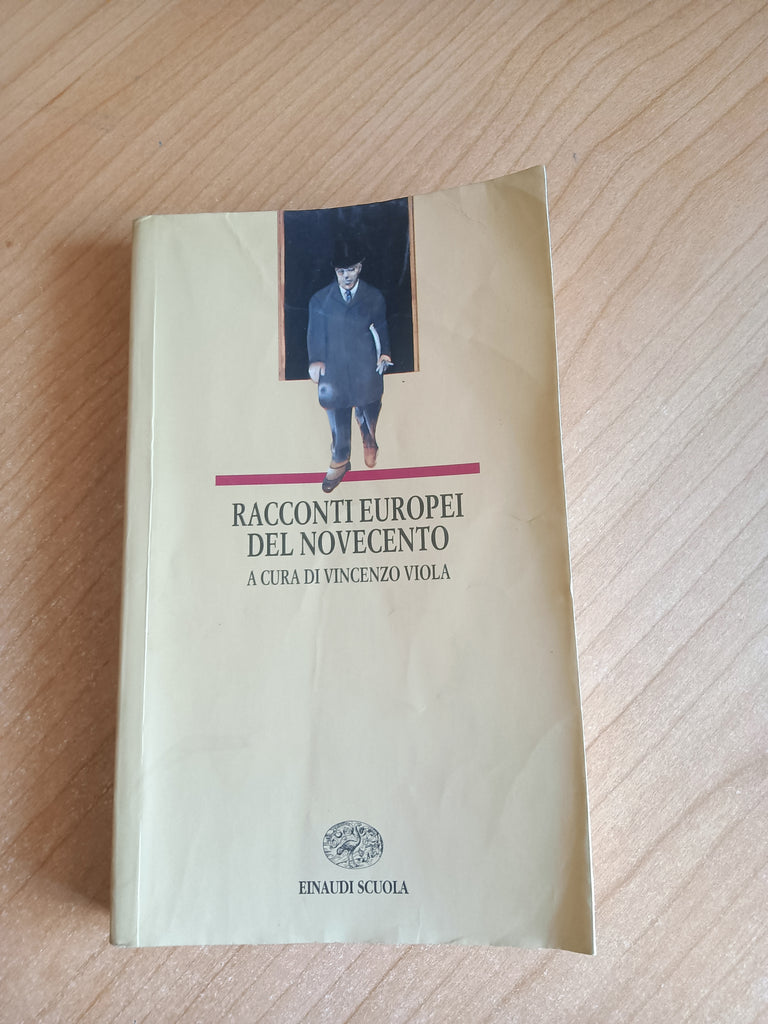 RACCONTI EUROPEI
DEL NOVECENTO
A CURA DI VINCENZO VIOLA
EINAUDI SCUOLA